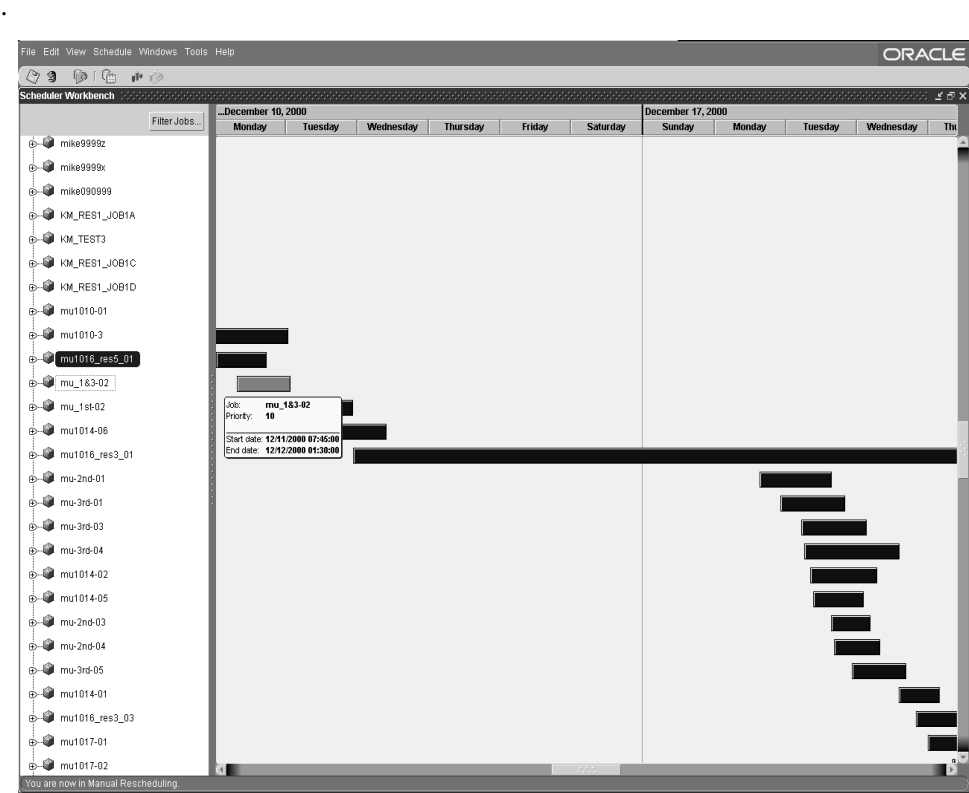 .
File Edit View Schedule Windows Tools Help
ORACLE
Scheduler Workbench
Filter Jobs...
...December 10, 2000
December 17, 2000
Monday Tuesday Wednesday Thursday Friday Saturday Sunday Monday Tuesday Wednesday Thu
mike9999z
mike9999x
mike090999
KM_RES1_JOB1A
KM_TEST3
KM_RES1_JOB1C
KM_RES1_JOB1D
mu1010-01
mu1010-3
mu1016_res5_01
mu_1&3-02
mu_1st-02
mu1014-06
mu1016_res3_01
mu-2nd-01
mu-3rd-01
mu-3rd-03
mu-3rd-04
mu1014-02
mu1014-05
mu-2nd-03
mu-2nd-04
mu-3rd-05
mu1014-01
mu1016_res3_03
mu1017-01
mu1017-02
Job: mu_1&3-02
Priority: 10
Start date: 12/11/2000 07:45:00
End date: 12/12/2000 01:30:00
You are now in Manual Rescheduling.